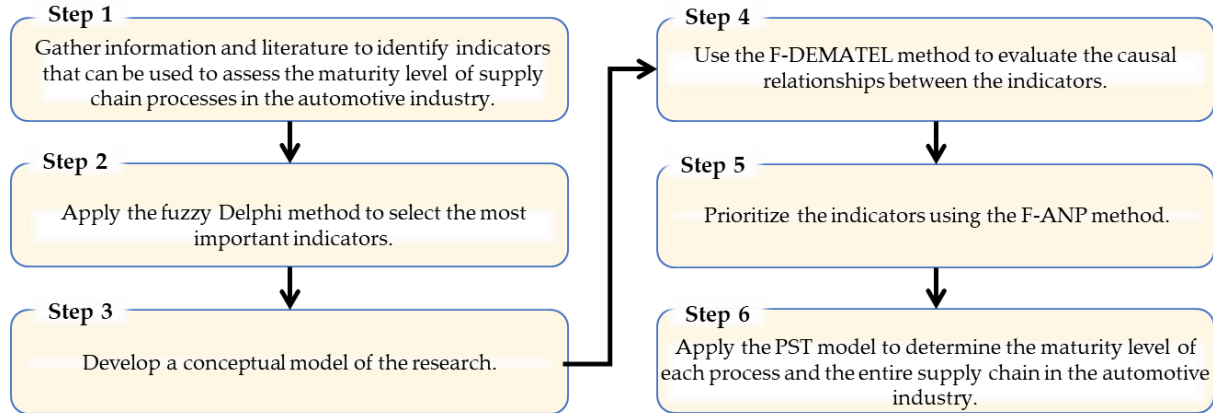 Step 1
Gather information and literature to identify indicators
that can be used to assess the maturity level of supply
chain processes in the automotive industry.
Step 2
Apply the fuzzy Delphi method to select the most
important indicators.
Step 3
Develop a conceptual model of the research.
Step 4
Use the F-DEMATEL method to evaluate the causal
relationships between the indicators.
Step 5
Prioritize the indicators using the F-ANP method.
Step 6
Apply the PST model to determine the maturity level of
each process and the entire supply chain in the automotive
industry.